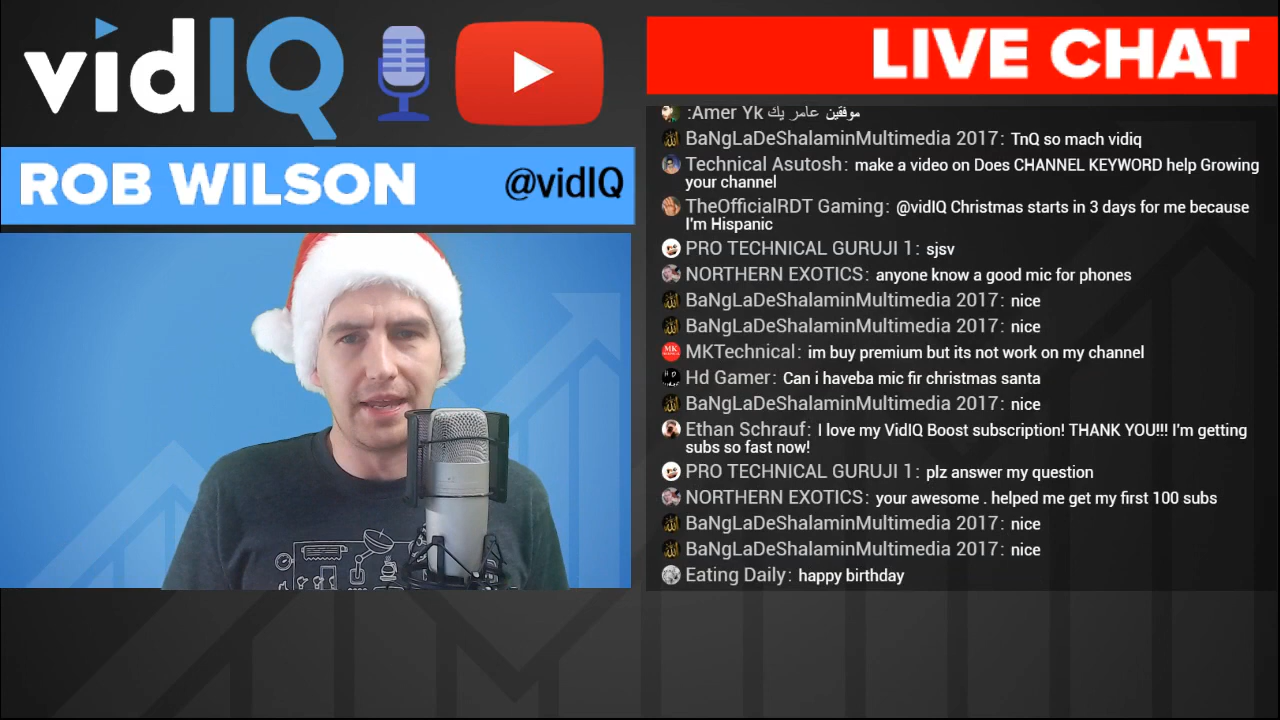 vidIQ
LIVE CHAT
ROB WILSON
@vidIQ
:Amer Yk موفقين عامر يك
BaNgLaDeShalaminMultimedia 2017: TnQ so mach vidiq
Technical Asutosh: make a video on Does CHANNEL KEYWORD help Growing
your channel
TheOfficialRDT Gaming: @vidIQ Christmas starts in 3 days for me because
I'm Hispanic
PRO TECHNICAL GURUJI 1: sjsv
NORTHERN EXOTICS: anyone know a good mic for phones
BaNgLaDeShalaminMultimedia 2017: nice
BaNgLaDeShalaminMultimedia 2017: nice
MKTechnical: im buy premium but its not work on my channel
Hd Gamer: Can i haveba mic fir christmas santa
BaNgLaDeShalaminMultimedia 2017: nice
Ethan Schrauf: I love my VidIQ Boost subscription! THANK YOU!!! I'm getting
subs so fast now!
PRO TECHNICAL GURUJI 1: plz answer my question
NORTHERN EXOTICS: your awesome . helped me get my first 100 subs
BaNgLaDeShalaminMultimedia 2017: nice
BaNgLaDeShalaminMultimedia 2017: nice
Eating Daily: happy birthday